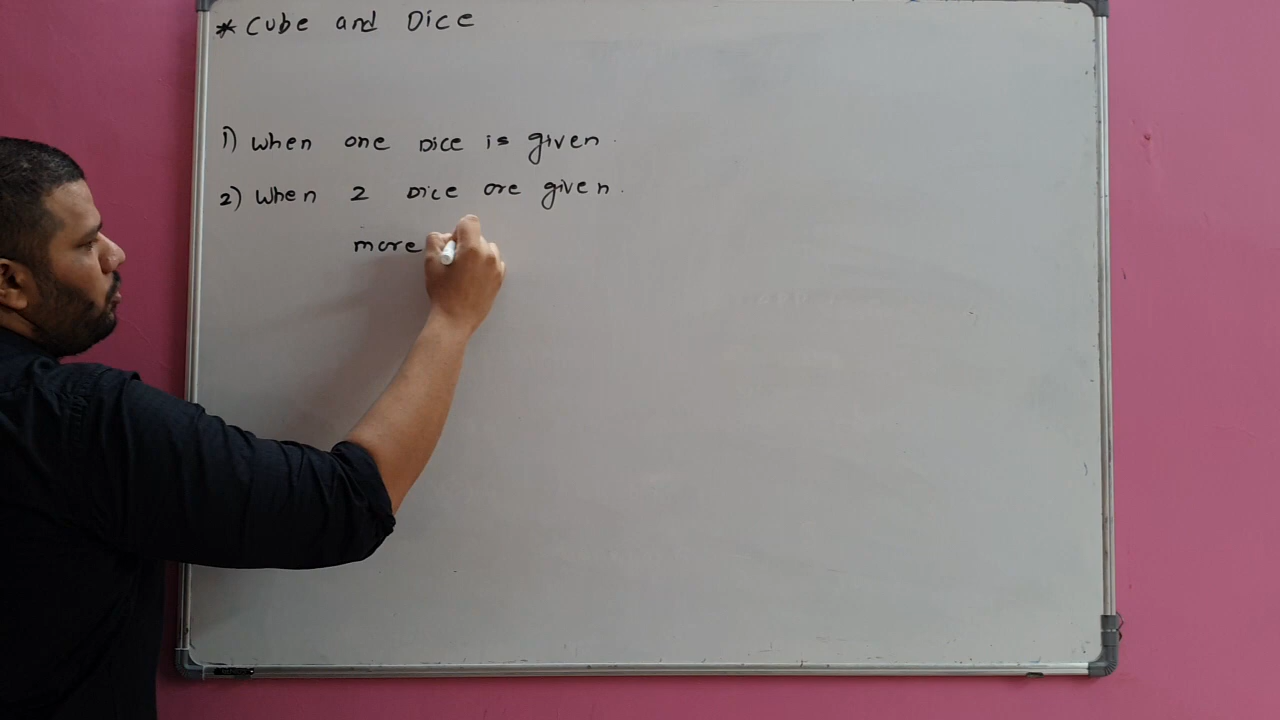 * Cube and Dice
1) When one Dice is given.
2) When 2 Dice are given.
more